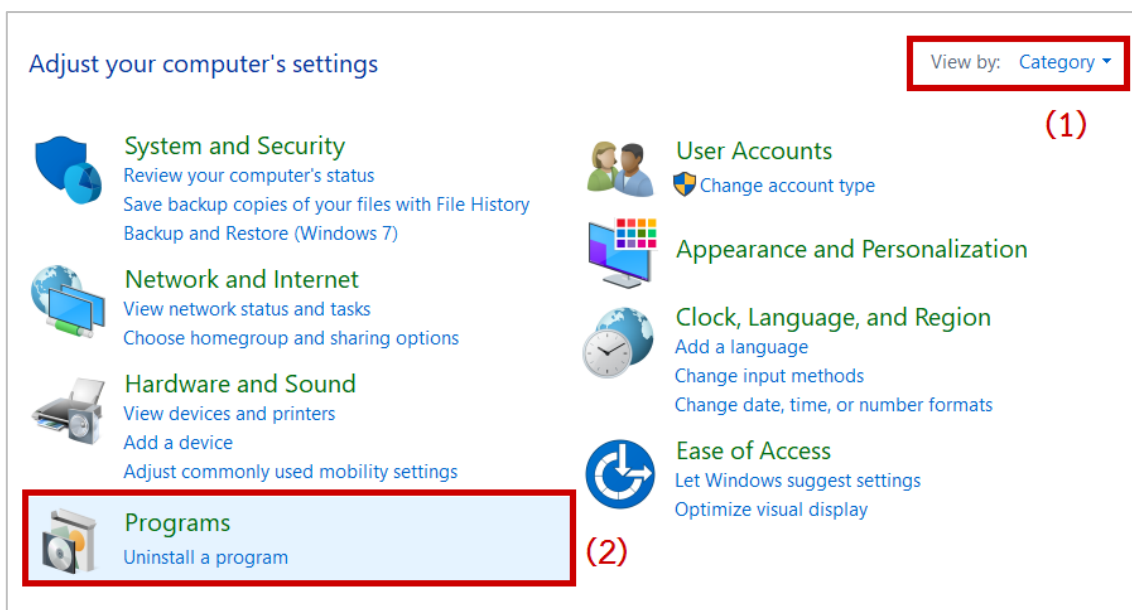 Adjust your computer's settings
View by: Category
(1)
System and Security
Review your computer's status
Save backup copies of your files with File History
Backup and Restore (Windows 7)
Network and Internet
View network status and tasks
Choose homegroup and sharing options
Hardware and Sound
View devices and printers
Add a device
Adjust commonly used mobility settings
Programs
Uninstall a program
(2)
User Accounts
Change account type
Appearance and Personalization
Clock, Language, and Region
Add a language
Change input methods
Change date, time, or number formats
Ease of Access
Let Windows suggest settings
Optimize visual display